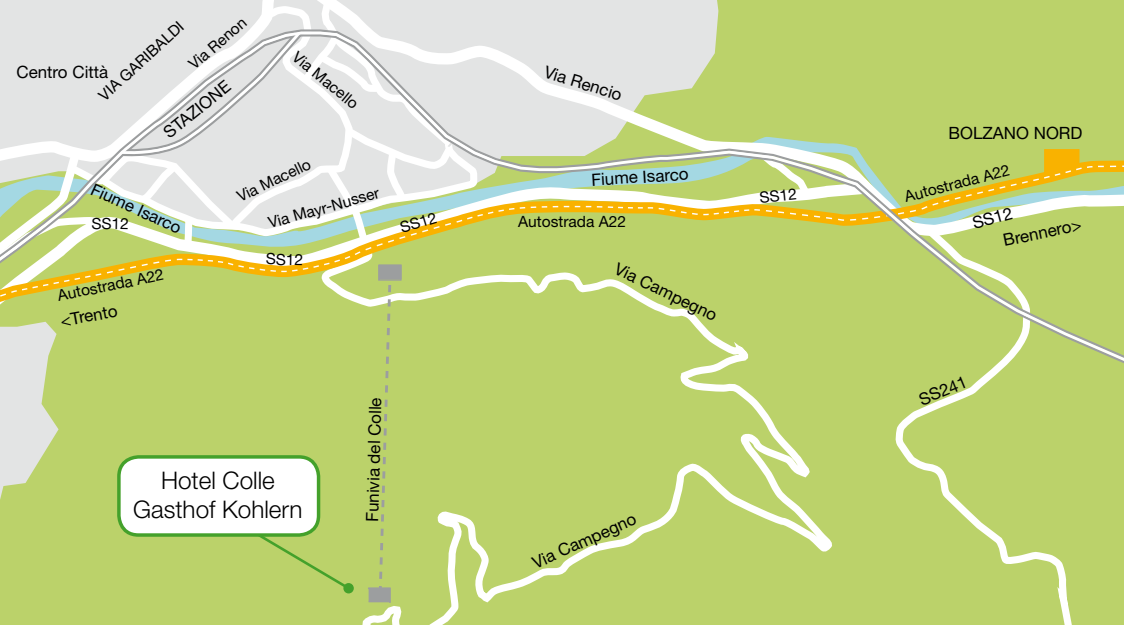 Via Renon
VIA GARIBALDI
Centro Città
STAZIONE
Via Macello
Via Rencio
BOLZANO NORD
Via Macello
Via Mayr-Nusser
Fiume Isarco
Autostrada A22
Fiume Isarco
SS12
SS12
SS12
Autostrada A22
SS12
Brennero>
SS12
Autostrada A22
<Trento
Via Campegno
SS241
Funivia del Colle
Hotel Colle
Gasthof Kohlern
Via Campegno